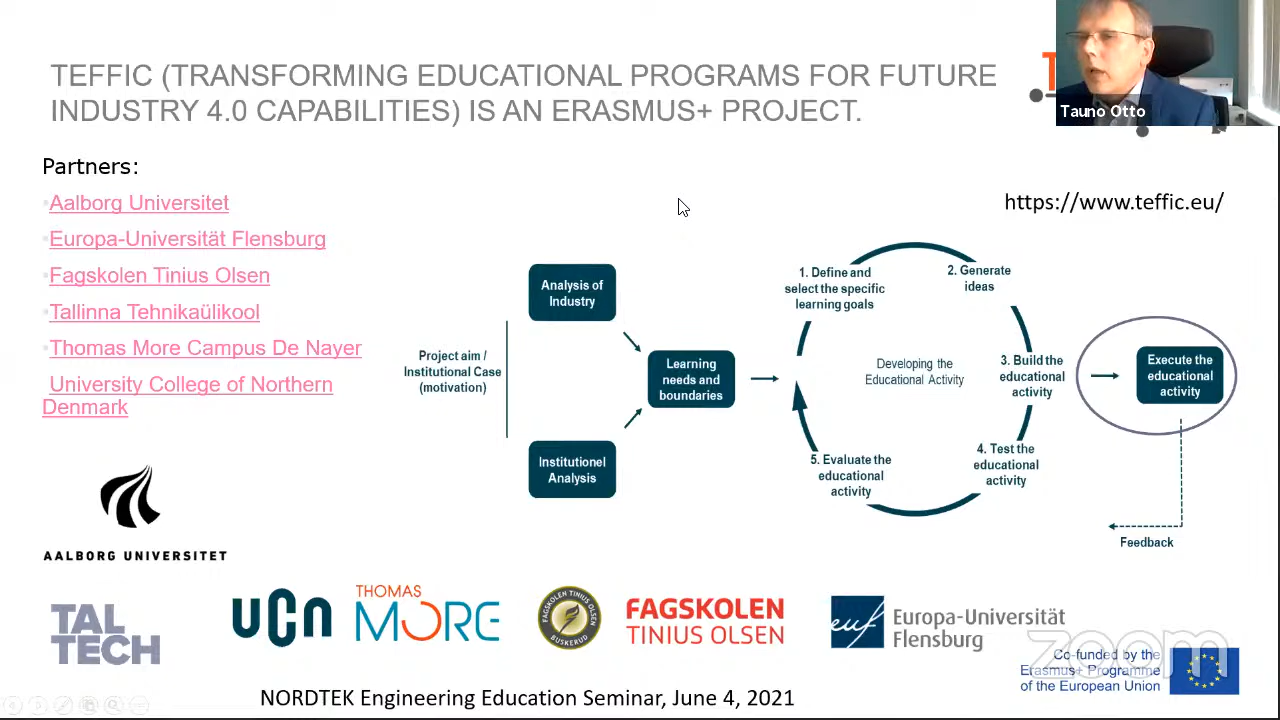 TEFFIC (TRANSFORMING EDUCATIONAL PROGRAMS FOR FUTURE
INDUSTRY 4.0 CAPABILITIES) IS AN ERASMUS+ PROJECT.
Tauno Otto
Partners:
Aalborg Universitet
Europa-Universität Flensburg
Fagskolen Tinius Olsen
Tallinna Tehnikaülikool
Thomas More Campus De Nayer
University College of Northern
Denmark
https://www.teffic.eu/
Project aim /
Institutional Case
(motivation)
Analysis of
Industry
Institutionel
Analysis
Learning
needs and
boundaries
1. Define and
select the specific
learning goals
2. Generate
ideas
3. Build the
educational
activity
4. Test the
educational
activity
5. Evaluate the
educational
activity
Developing the
Educational Activity
Execute the
educational
activity
Feedback
AALBORG UNIVERSITET
TAL
TECH
UCN
THOMAS
MORE
FAGSKOLEN TINIUS OLSEN
BUSKERUD
FAGSKOLEN
TINIUS OLSEN
euf
Europa-Universität
Flensburg
zoom
Co-funded by the
Erasmus+ Programme
of the European Union
NORDTEK Engineering Education Seminar, June 4, 2021